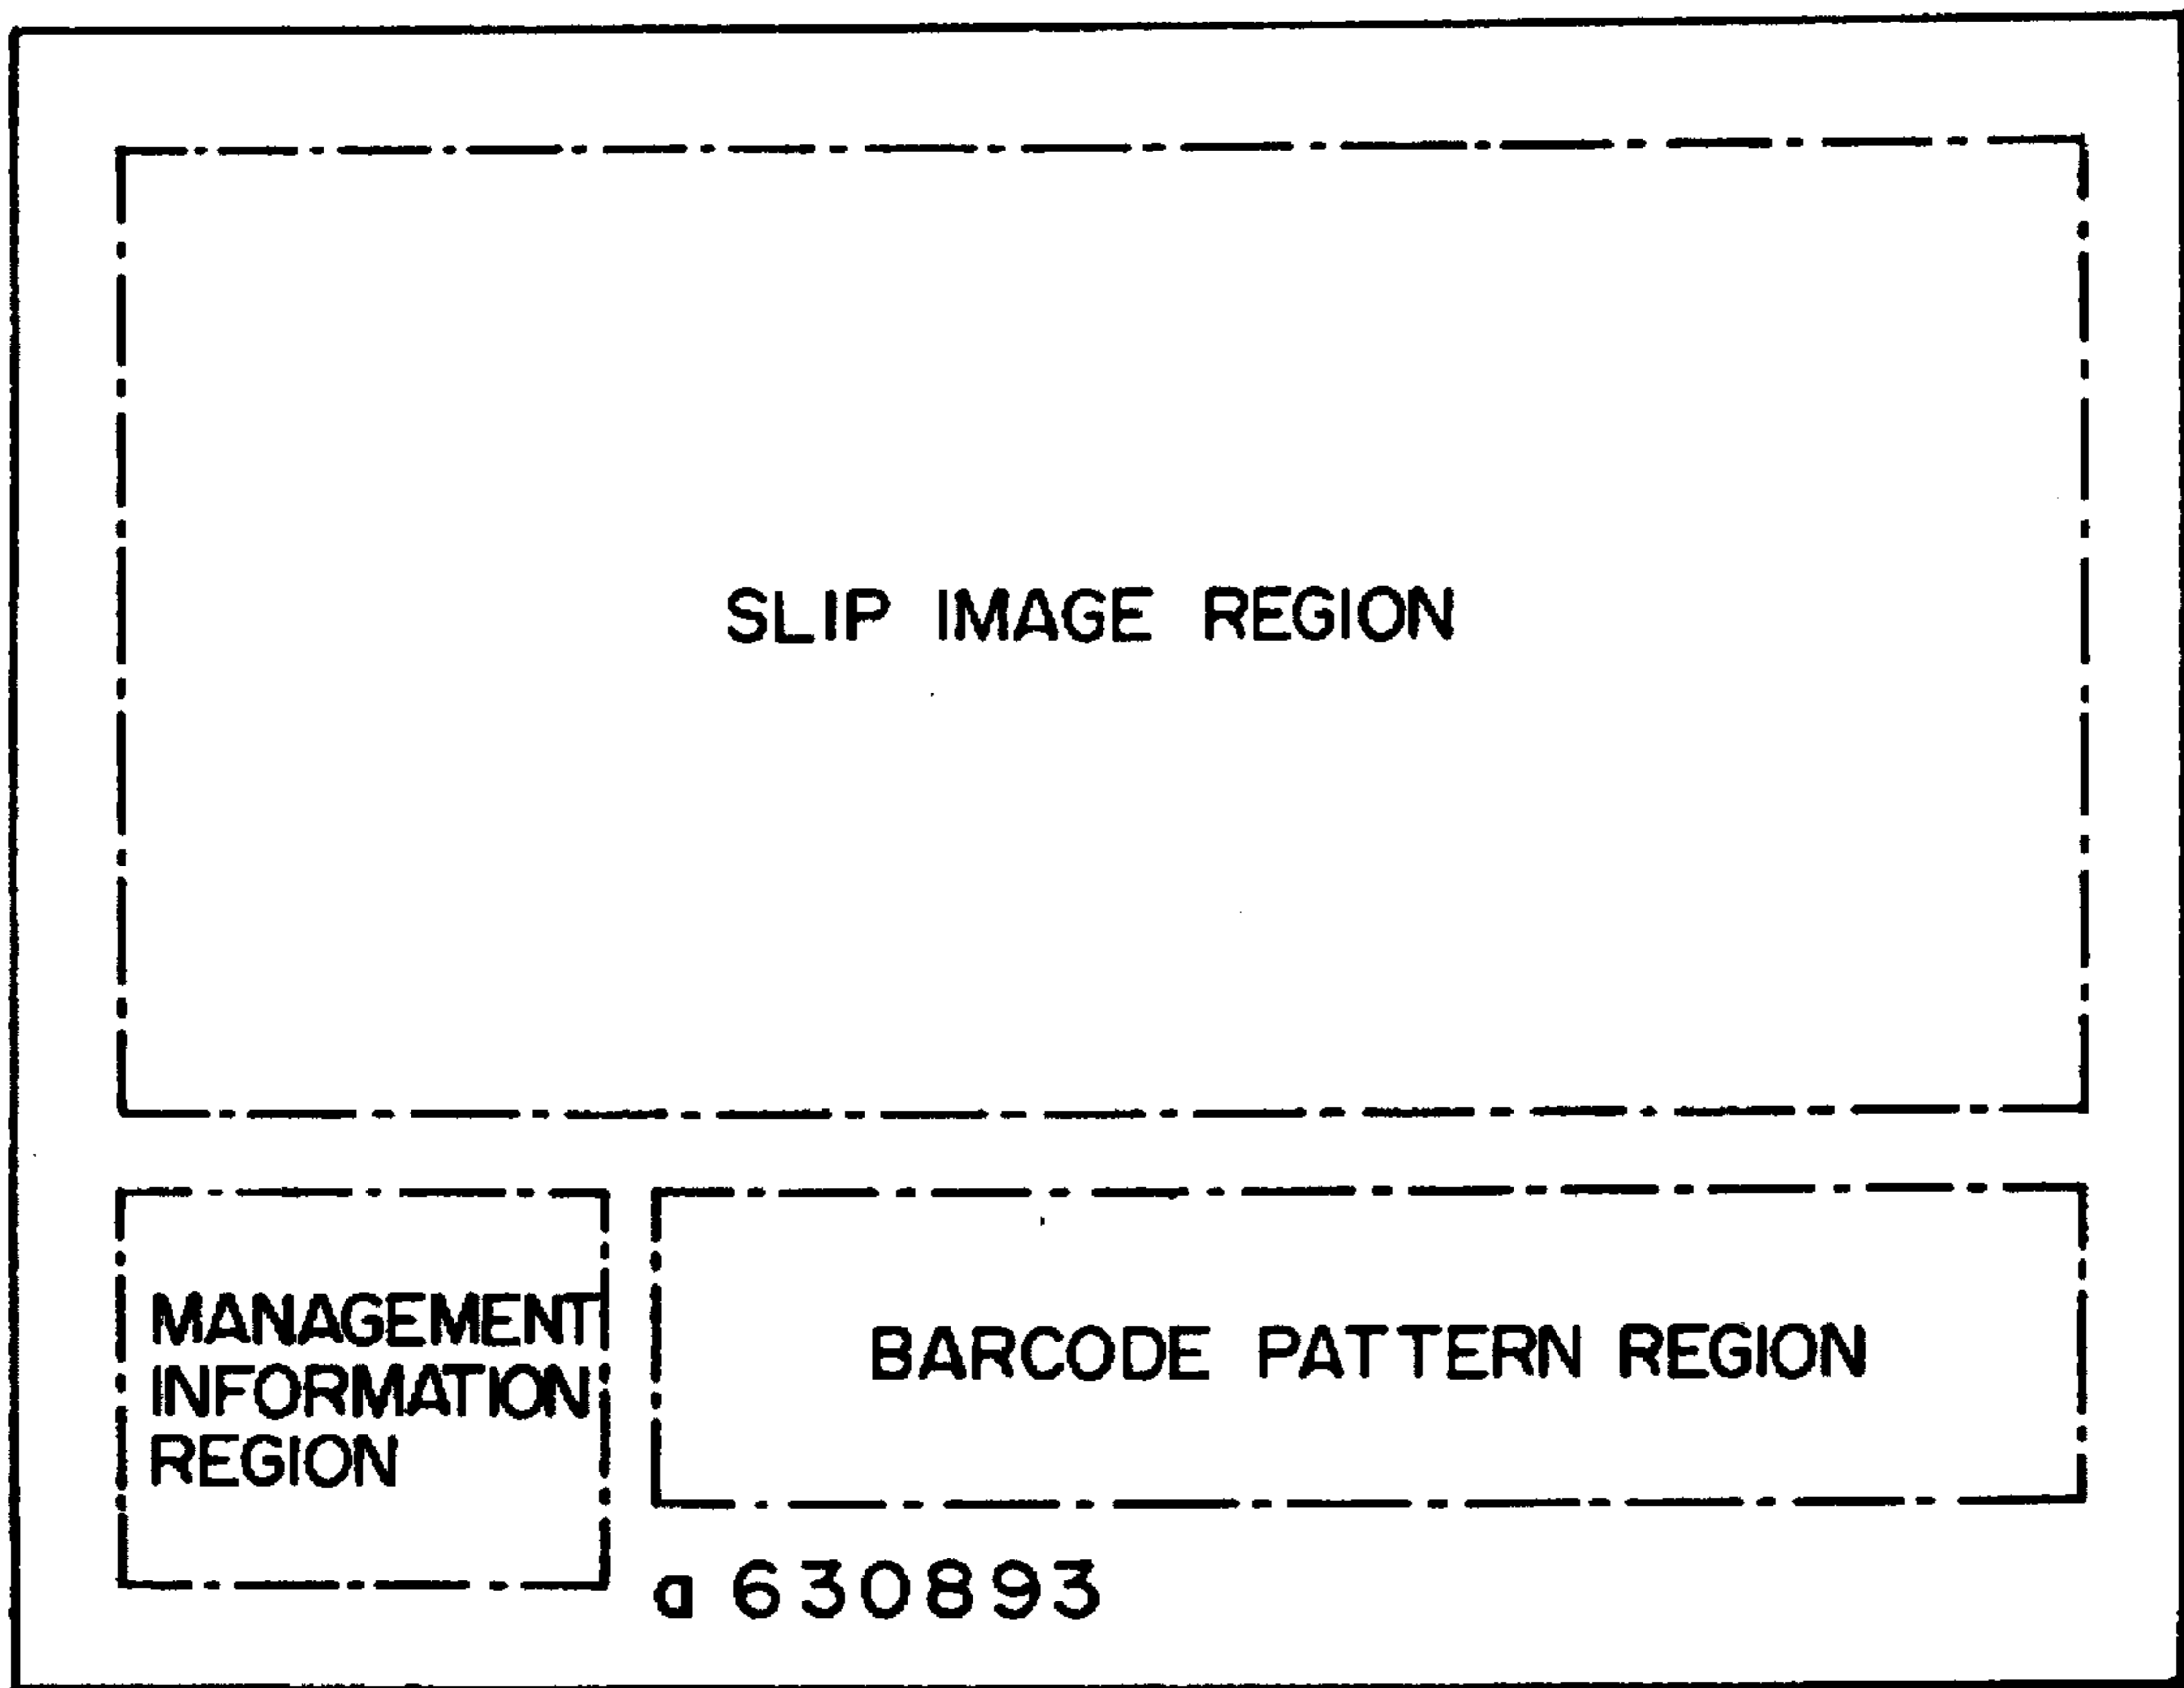 SLIP IMAGE REGION
MANAGEMENT
INFORMATION
REGION
BARCODE PATTERN REGION
a 630893